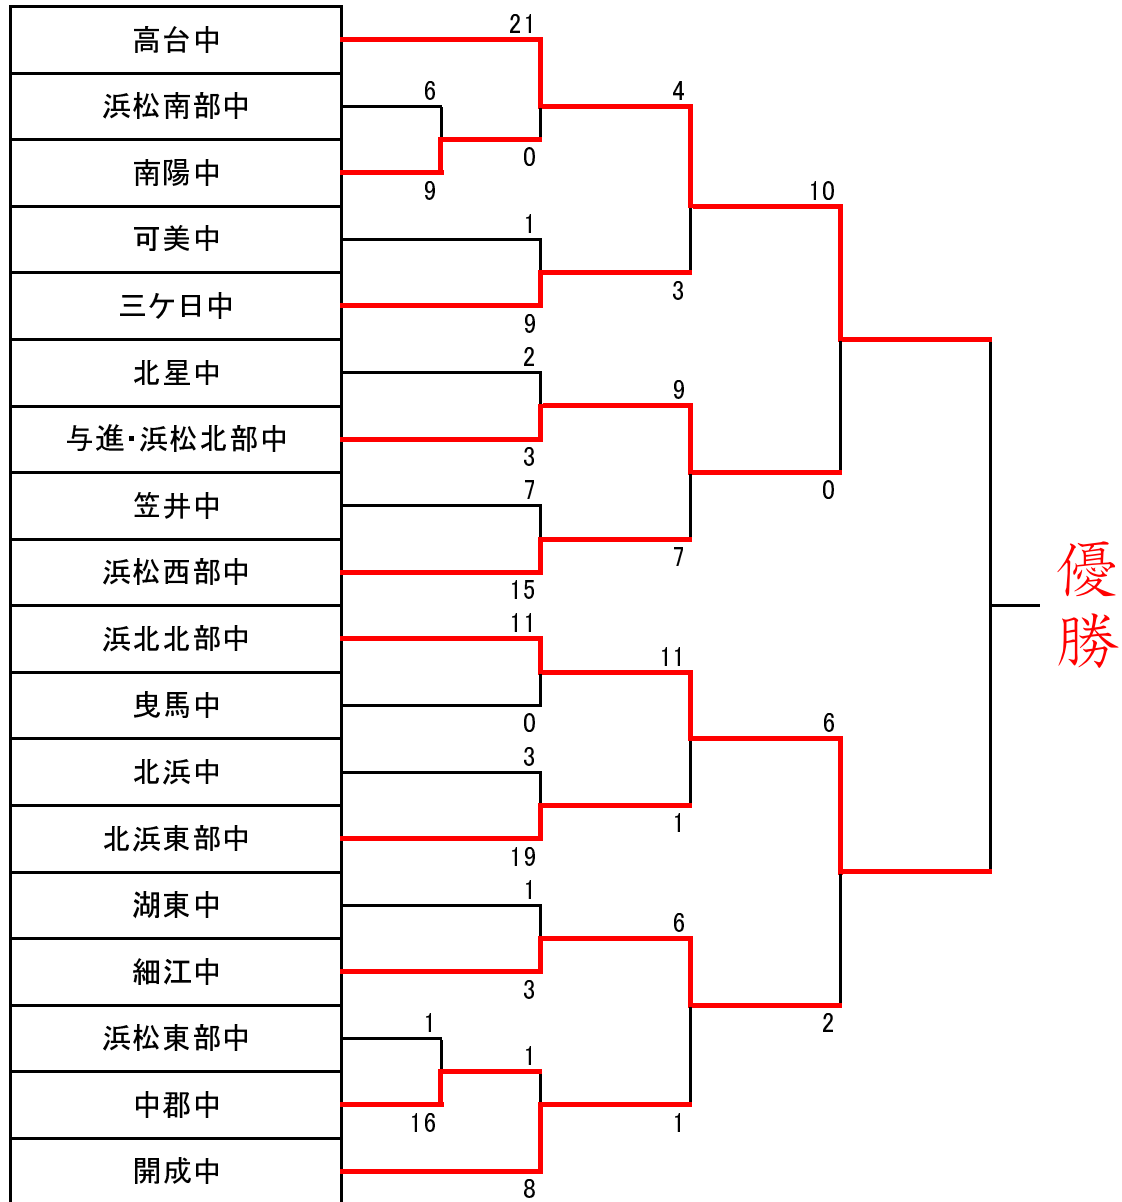 高台中
浜松南部中
南陽中
可美中
三ケ日中
北星中
与進・浜松北部中
笠井中
浜松西部中
浜北北部中
曳馬中
北浜中
北浜東部中
湖東中
細江中
浜松東部中
中郡中
開成中
6
9
1
16
21
0
1
9
2
3
7
15
11
0
3
19
1
3
1
8
4
3
9
7
11
1
6
1
10
0
6
2
優
勝